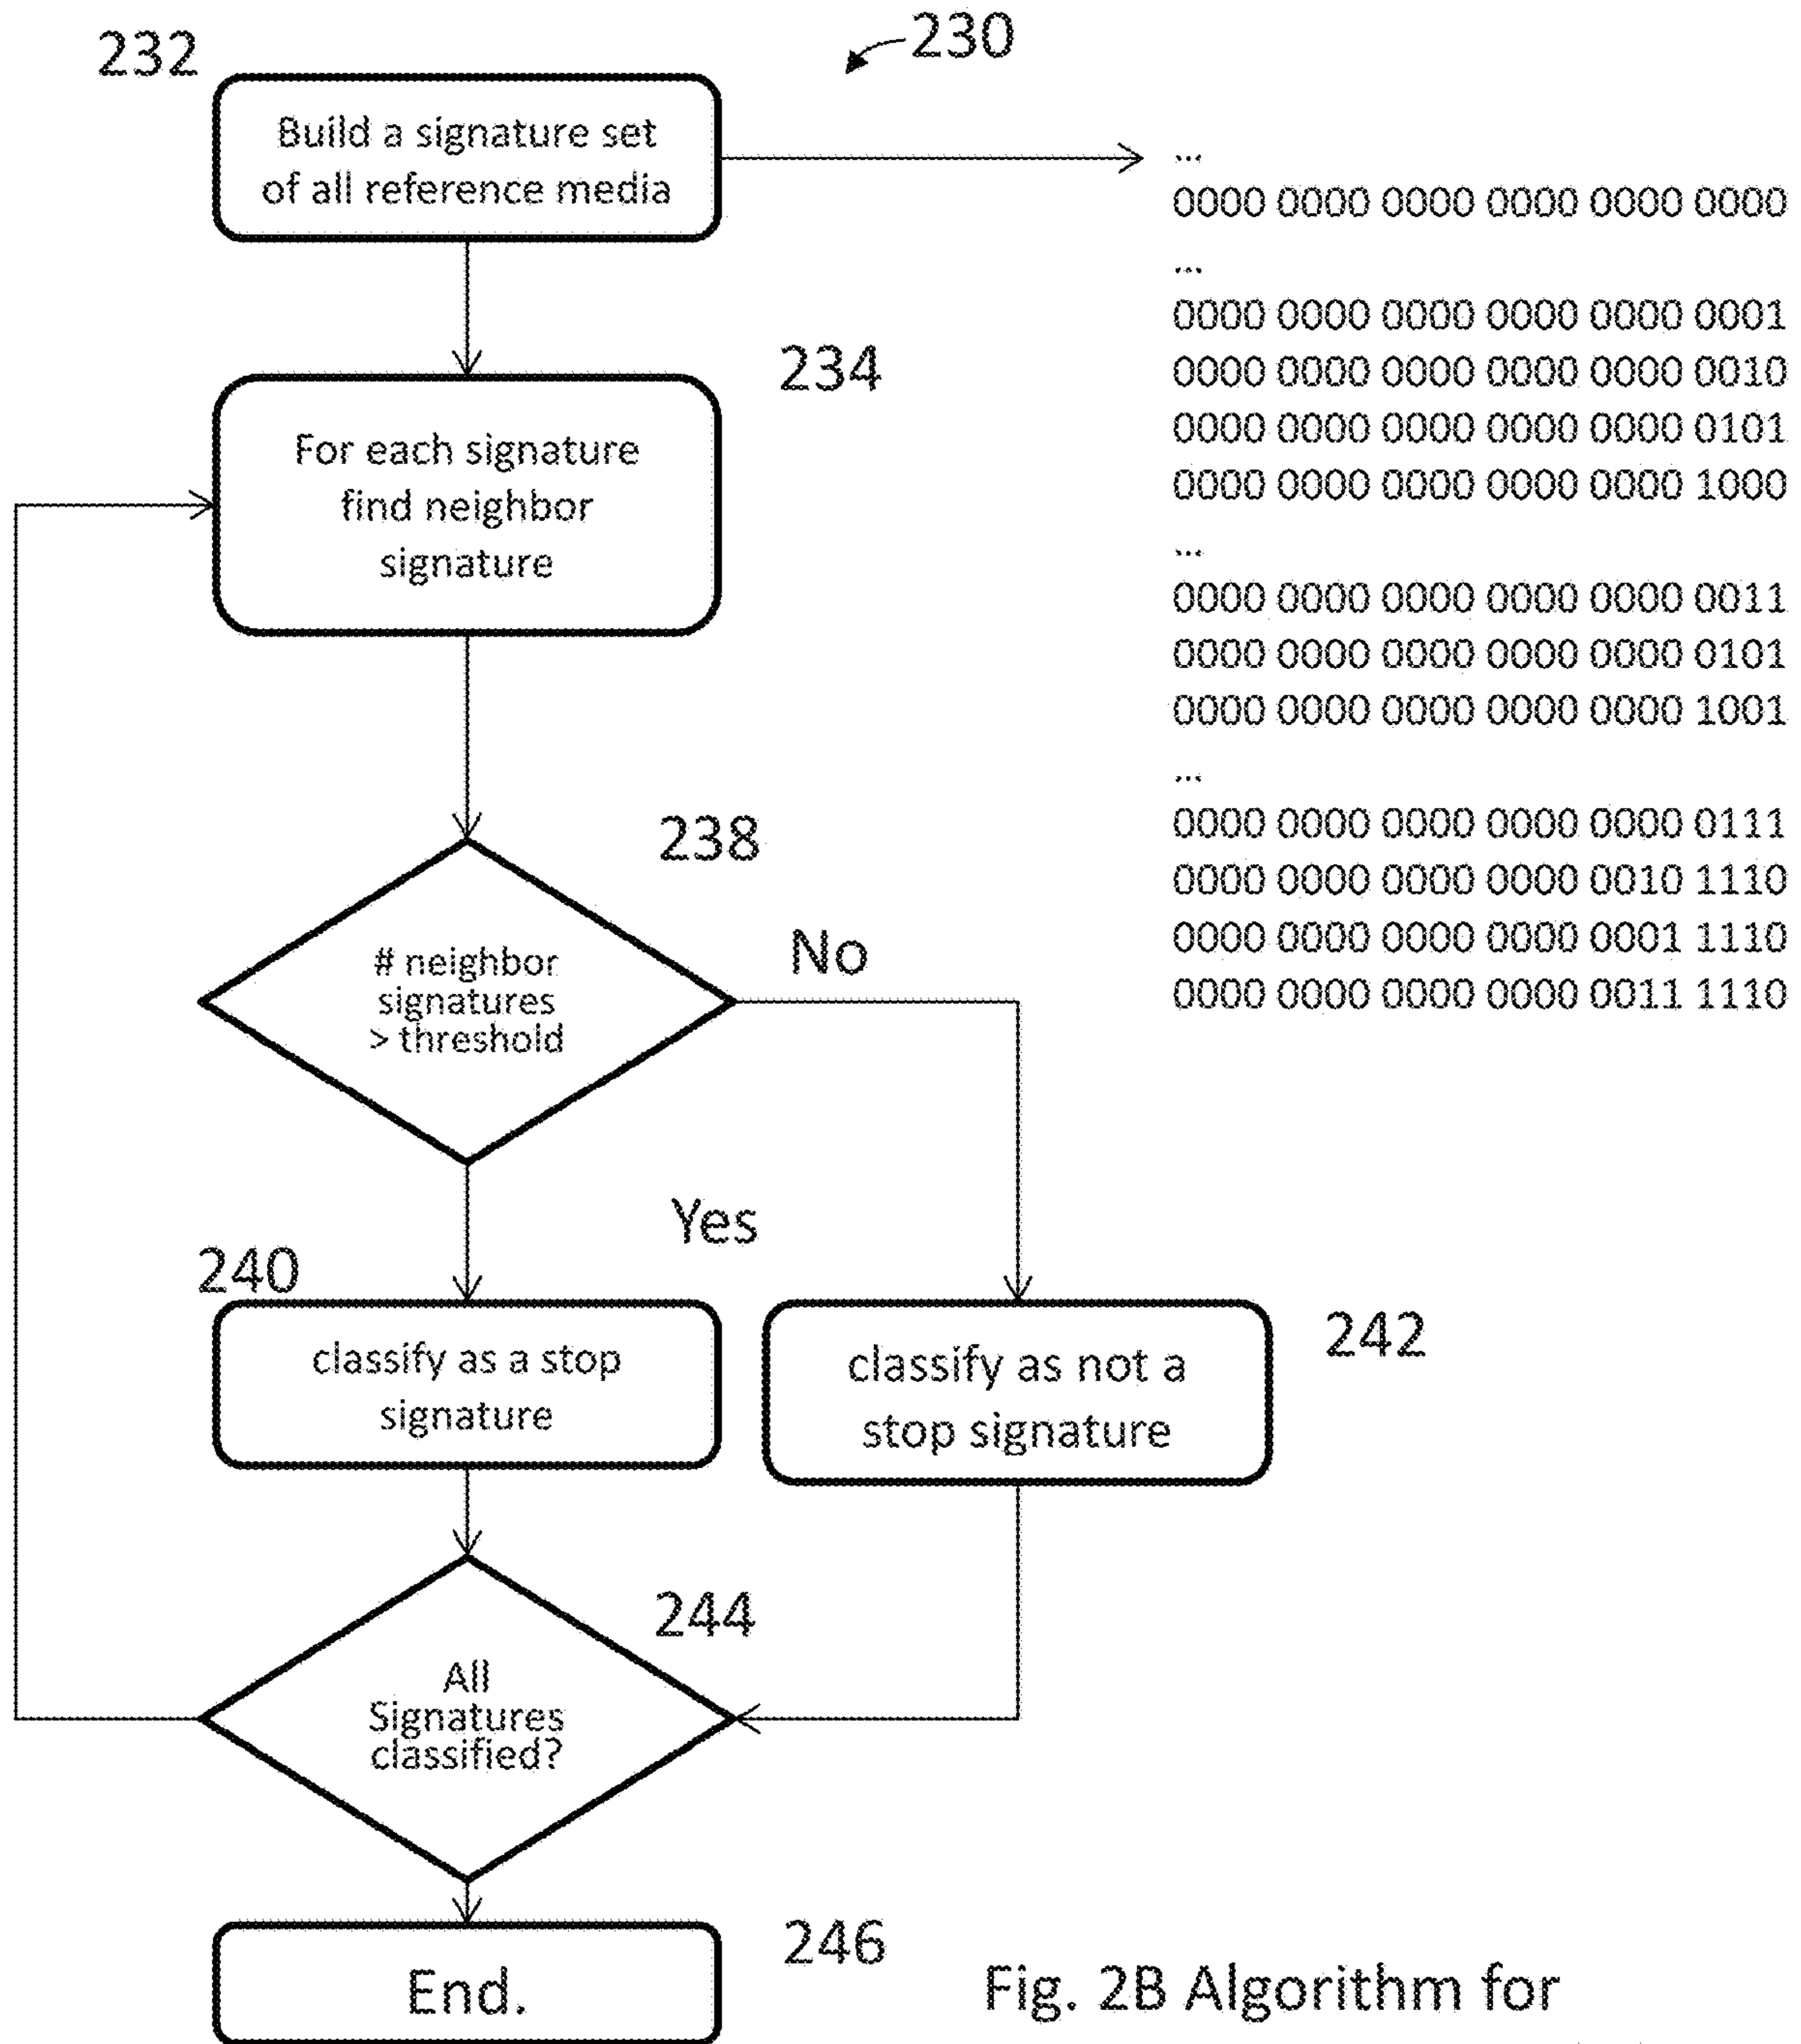 232
230
Build a signature set
of all reference media
...
0000 0000 0000 0000 0000 0000
...
0000 0000 0000 0000 0000 0001
0000 0000 0000 0000 0000 0010
0000 0000 0000 0000 0000 0101
0000 0000 0000 0000 0000 1000
...
0000 0000 0000 0000 0000 0011
0000 0000 0000 0000 0000 0101
0000 0000 0000 0000 0000 1001
...
0000 0000 0000 0000 0000 0111
0000 0000 0000 0000 0010 1110
0000 0000 0000 0000 0001 1110
0000 0000 0000 0000 0011 1110
234
For each signature
find neighbor
signature
238
# neighbor
signatures
> threshold
No
Yes
240
classify as a stop
signature
242
classify as not a
stop signature
244
All
Signatures
classified?
246
End.
Fig. 2B Algorithm for